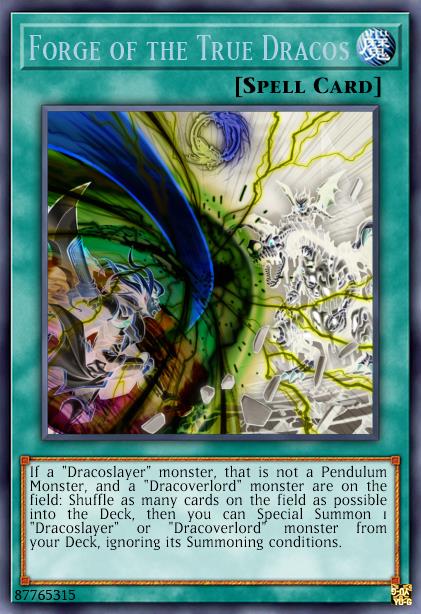 Forge of the True Dracos
魔
[Spell Card]
If a "Dracoslayer" monster, that is not a Pendulum
Monster, and a "Dracoverlord" monster are on the
field: Shuffle as many cards on the field as possible
into the Deck, then you can Special Summon 1
"Dracoslayer" or "Dracoverlord" monster from
your Deck, ignoring its Summoning conditions.
87765315